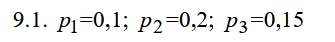 9.1. p₁=0,1; p₂=0,2; p₃=0,15